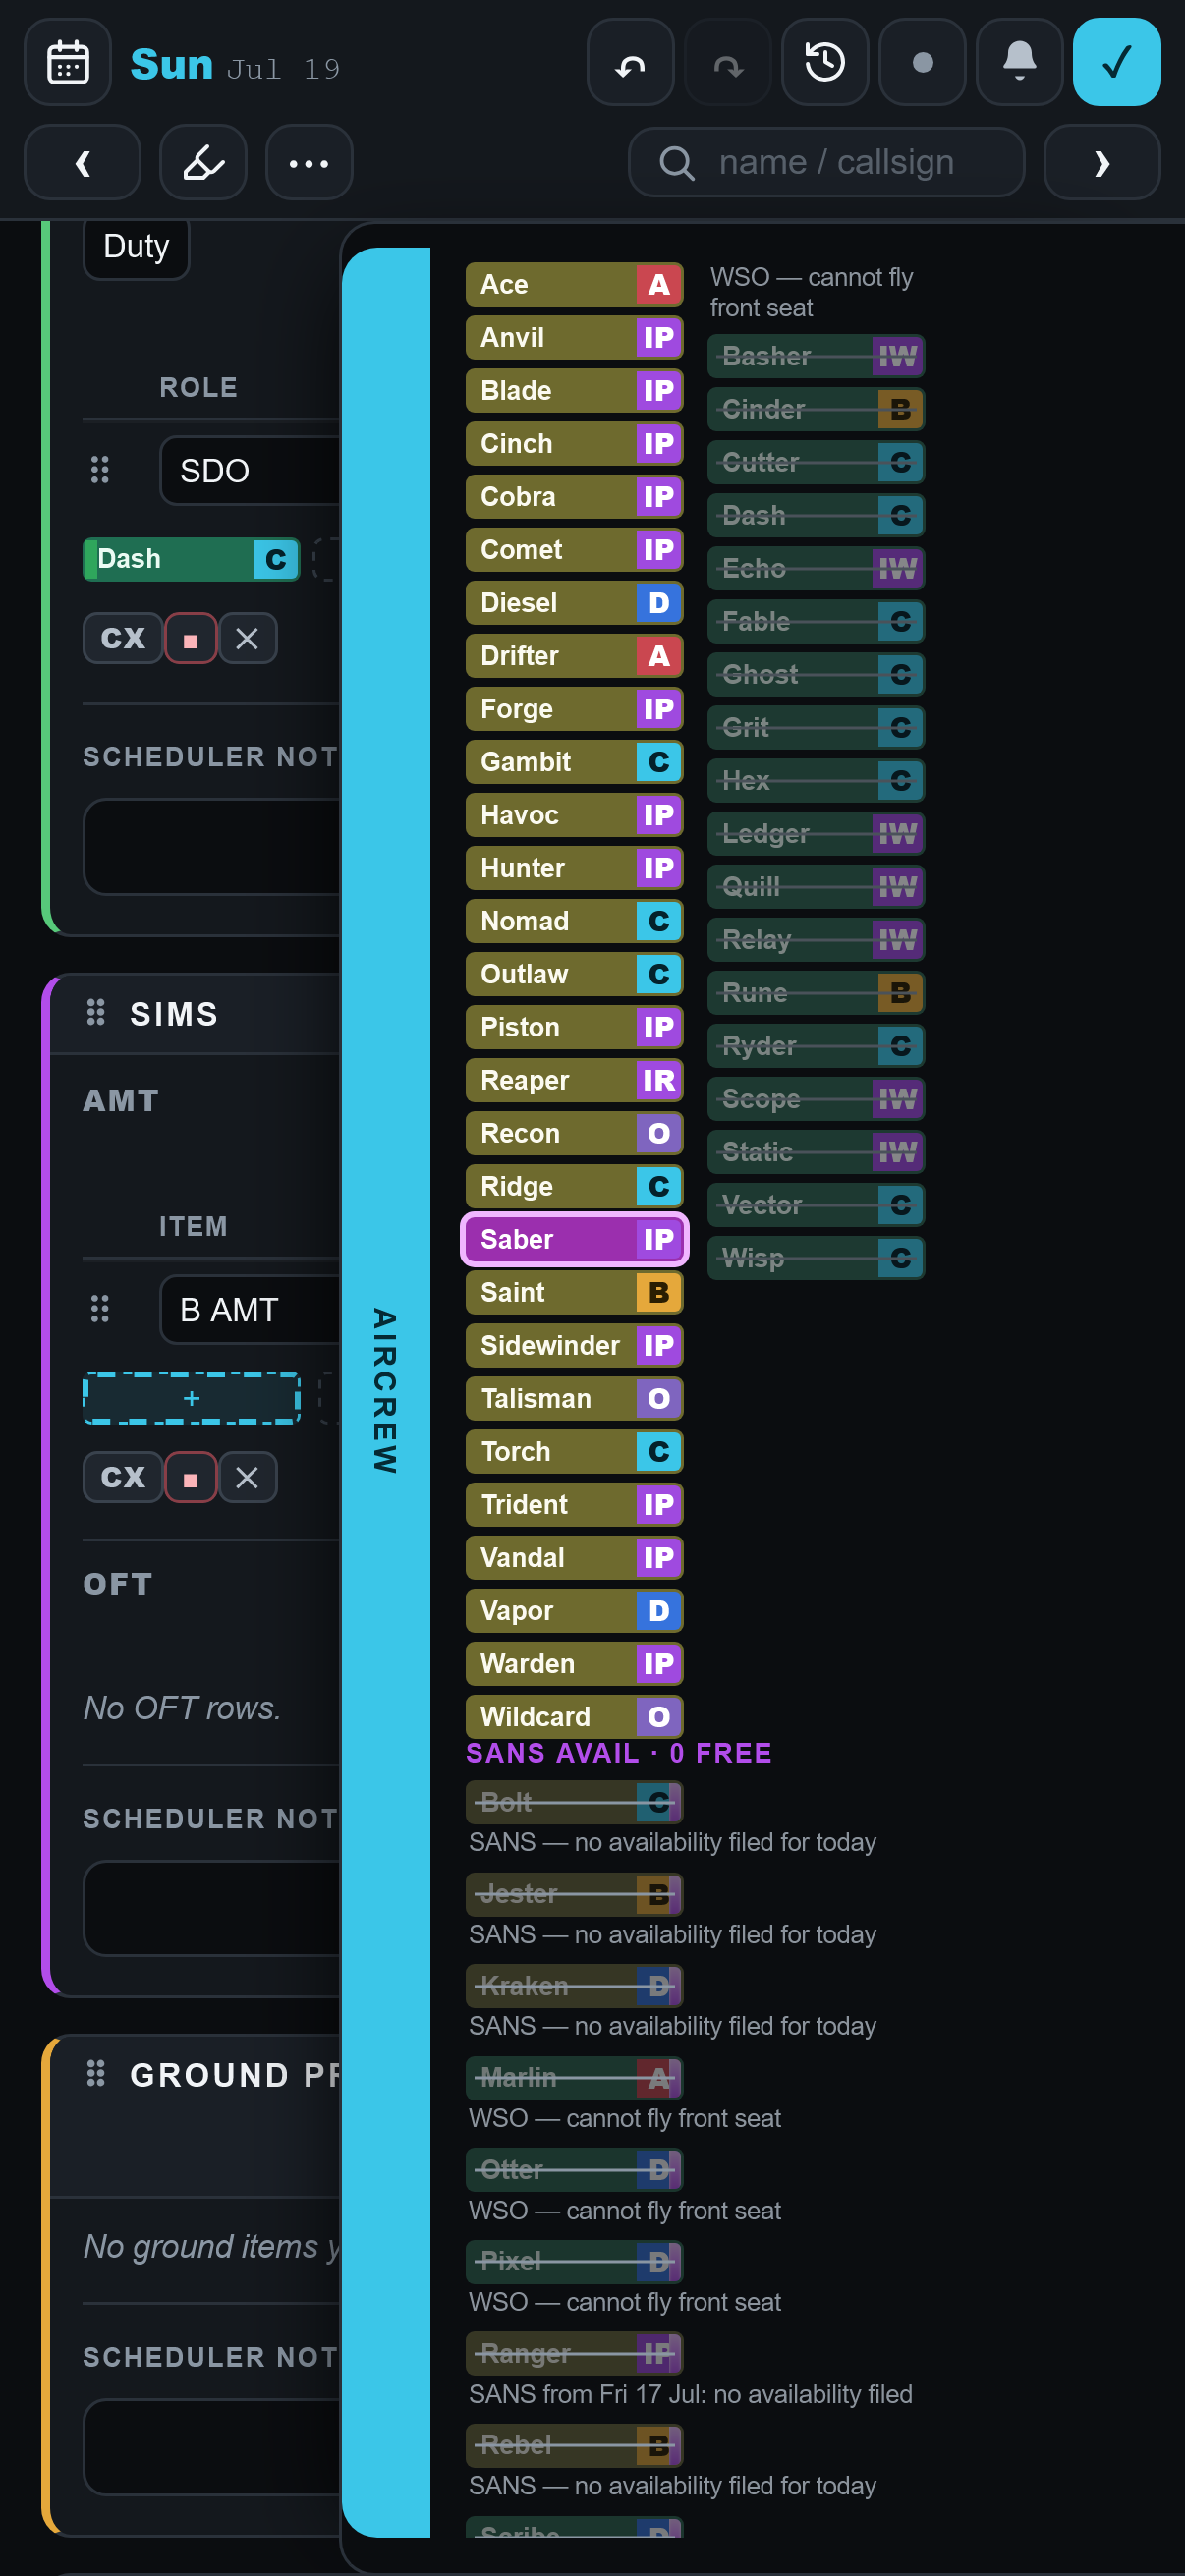 Sun Jul 19
name / callsign
Duty
ROLE
SDO
Dash C
CX
SCHEDULER NOT
SIMS
AMT
ITEM
B AMT
+
CX
OFT
No OFT rows.
SCHEDULER NOT
GROUND PR
No ground items y
SCHEDULER NOT
AIRCREW
Ace A
Anvil IP
Blade IP
Cinch IP
Cobra IP
Comet IP
Diesel D
Drifter A
Forge IP
Gambit C
Havoc IP
Hunter IP
Nomad C
Outlaw C
Piston IP
Reaper IR
Recon O
Ridge C
Saber IP
Saint B
Sidewinder IP
Talisman O
Torch C
Trident IP
Vandal IP
Vapor D
Warden IP
Wildcard O
WSO — cannot fly
front seat
Basher IW
Cinder B
Cutter C
Dash C
Echo IW
Fable C
Ghost C
Grit C
Hex C
Ledger IW
Quill IW
Relay IW
Rune B
Ryder C
Scope IW
Static IW
Vector C
Wisp C
SANS AVAIL · 0 FREE
Bolt C
SANS — no availability filed for today
Jester B
SANS — no availability filed for today
Kraken D
SANS — no availability filed for today
Marlin A
WSO — cannot fly front seat
Otter D
WSO — cannot fly front seat
Pixel D
WSO — cannot fly front seat
Ranger IP
SANS from Fri 17 Jul: no availability filed
Rebel B
SANS — no availability filed for today